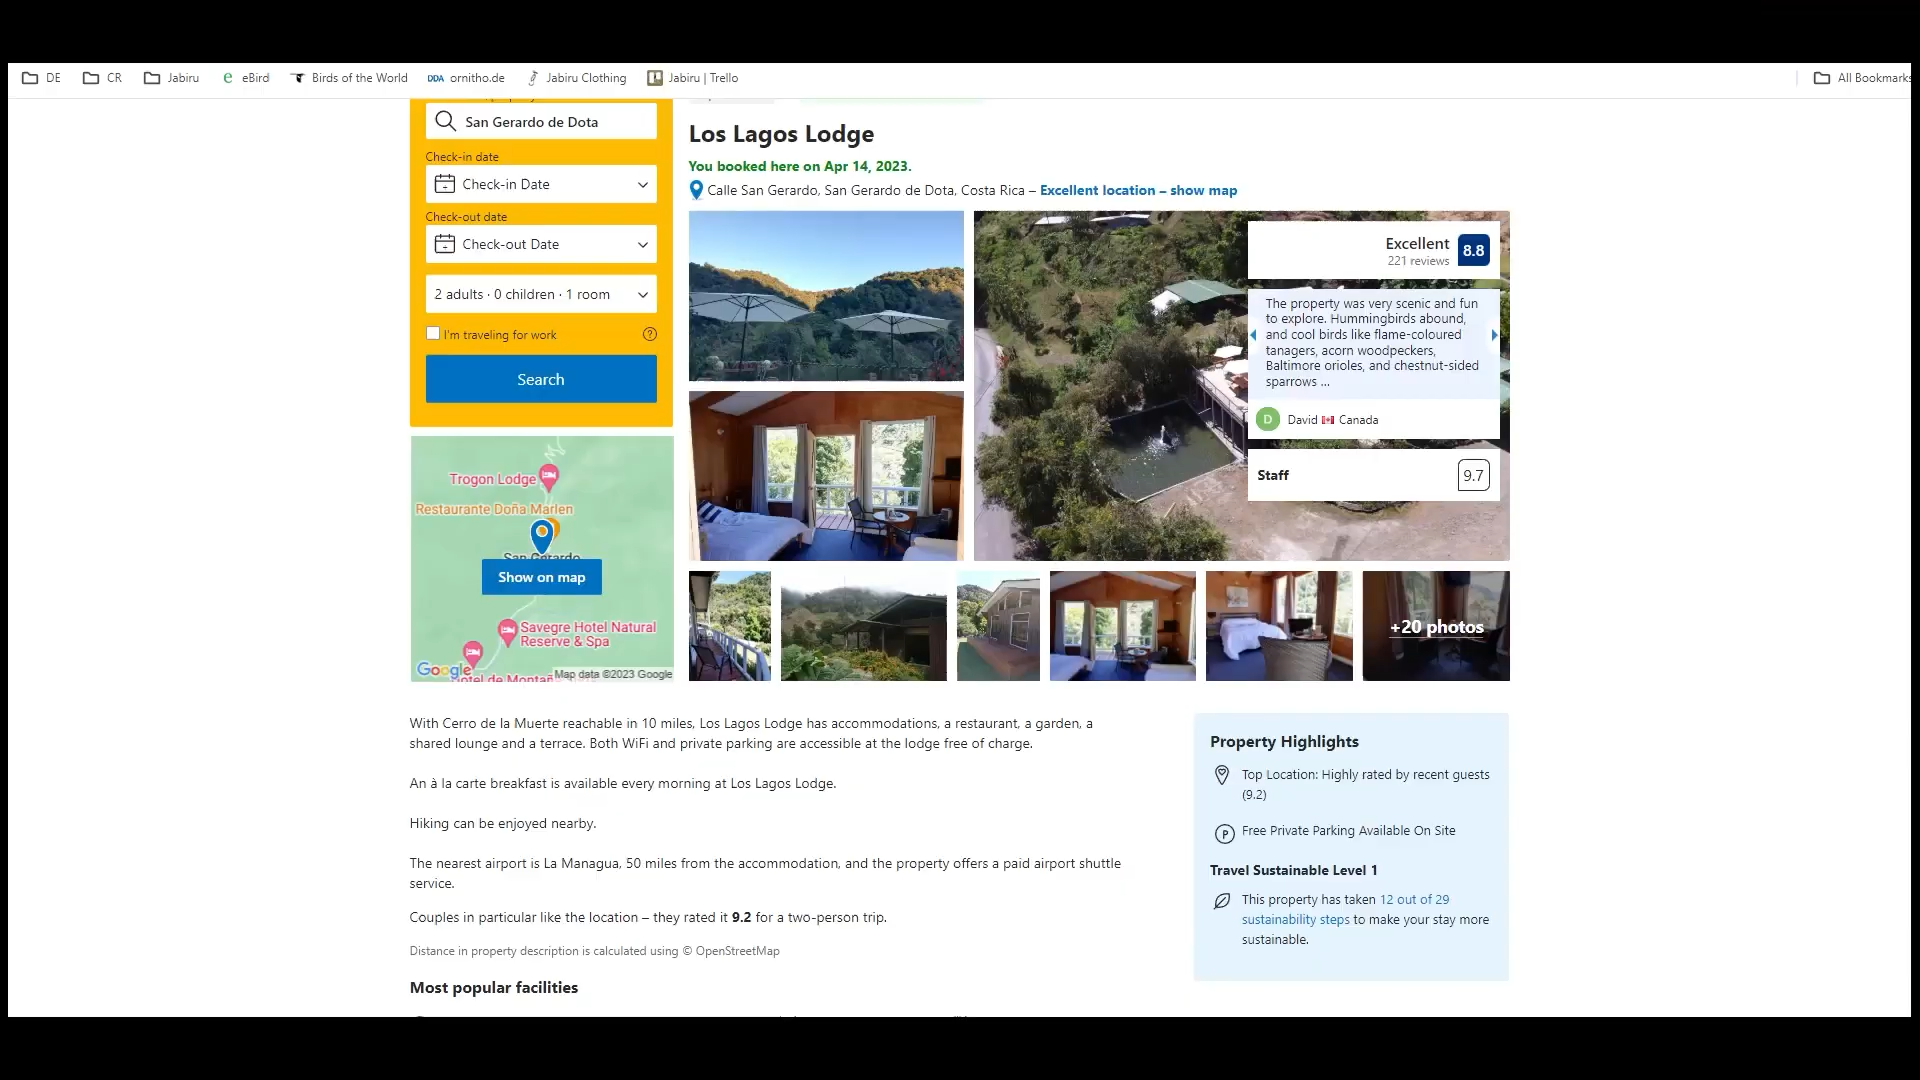 DE
CR
Jabiru
eBird
Birds of the World
DDA ornitho.de
Jabiru Clothing
Jabiru | Trello
All Bookmarks
San Gerardo de Dota
Check-in date
Check-in Date
Check-out date
Check-out Date
2 adults · 0 children · 1 room
I'm traveling for work
Search
Trogon Lodge
Restaurante Doña Marlen
San Gerardo
Show on map
Savegre Hotel Natural
Reserve & Spa
Google
Map data ©2023 Google
Hotel de
Los Lagos Lodge
You booked here on Apr 14, 2023.
Calle San Gerardo, San Gerardo de Dota, Costa Rica – Excellent location – show map
Excellent
221 reviews
8.8
The property was very scenic and fun
to explore. Hummingbirds abound,
and cool birds like flame-coloured
tanagers, acorn woodpeckers,
Baltimore orioles, and chestnut-sided
sparrows ...
D David Canada
Staff 9.7
+20 photos
With Cerro de la Muerte reachable in 10 miles, Los Lagos Lodge has accommodations, a restaurant, a garden, a
shared lounge and a terrace. Both WiFi and private parking are accessible at the lodge free of charge.
An à la carte breakfast is available every morning at Los Lagos Lodge.
Hiking can be enjoyed nearby.
The nearest airport is La Managua, 50 miles from the accommodation, and the property offers a paid airport shuttle
service.
Couples in particular like the location – they rated it 9.2 for a two-person trip.
Distance in property description is calculated using © OpenStreetMap
Most popular facilities
Property Highlights
Top Location: Highly rated by recent guests
(9.2)
P Free Private Parking Available On Site
Travel Sustainable Level 1
This property has taken 12 out of 29
sustainability steps to make your stay more
sustainable.